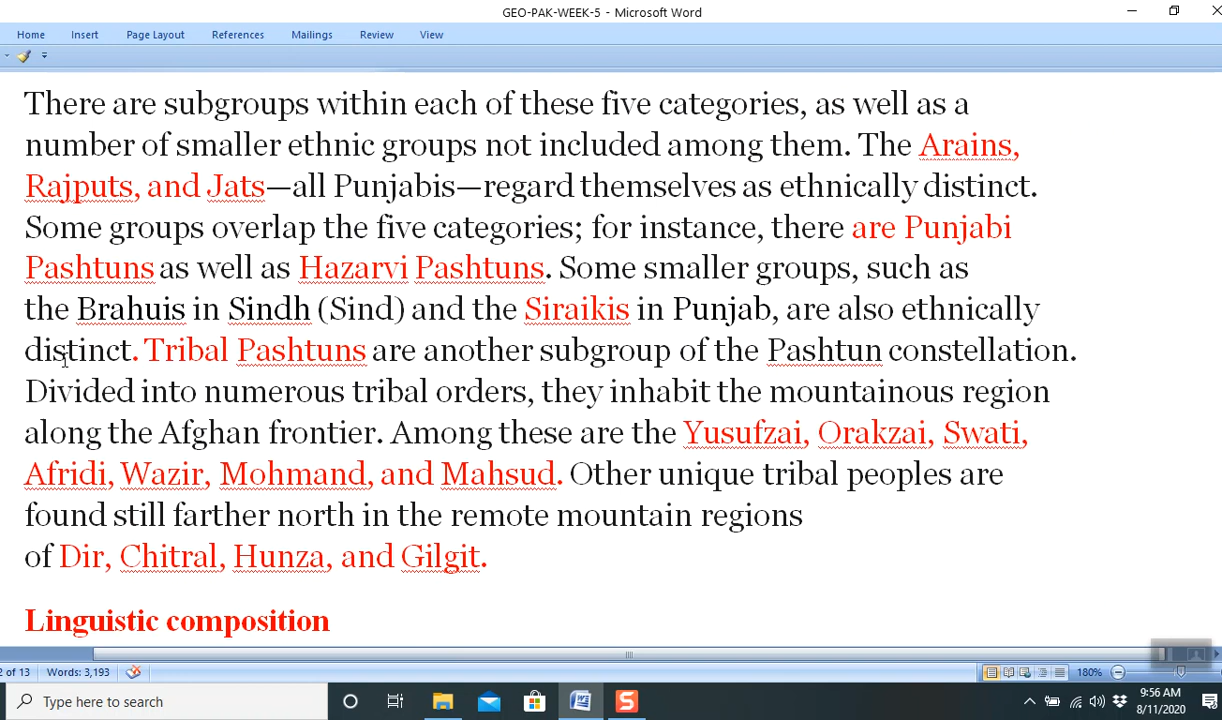 GEO-PAK-WEEK-5 - Microsoft Word
Home Insert Page Layout References Mailings Review View
There are subgroups within each of these five categories, as well as a
number of smaller ethnic groups not included among them. The Arains,
Rajputs, and Jats—all Punjabis—regard themselves as ethnically distinct.
Some groups overlap the five categories; for instance, there are Punjabi
Pashtuns as well as Hazarvi Pashtuns. Some smaller groups, such as
the Brahuis in Sindh (Sind) and the Siraikis in Punjab, are also ethnically
distinct. Tribal Pashtuns are another subgroup of the Pashtun constellation.
Divided into numerous tribal orders, they inhabit the mountainous region
along the Afghan frontier. Among these are the Yusufzai, Orakzai, Swati,
Afridi, Wazir, Mohmand, and Mahsud. Other unique tribal peoples are
found still farther north in the remote mountain regions
of Dir, Chitral, Hunza, and Gilgit.
Linguistic composition
2 of 13 Words: 3,193 180%
Type here to search
9:56 AM
8/11/2020